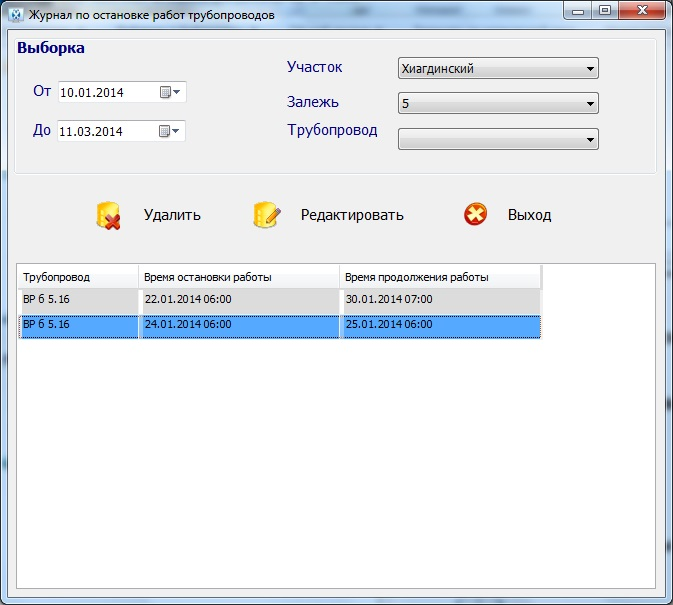 Журнал по остановке работ трубопроводов
Выборка
От 10.01.2014
До 11.03.2014
Участок Хиагдинский
Залежь 5
Трубопровод
Удалить Редактировать Выход
Трубопровод Время остановки работы Время продолжения работы
ВР б 5.16 22.01.2014 06:00 30.01.2014 07:00
ВР б 5.16 24.01.2014 06:00 25.01.2014 06:00